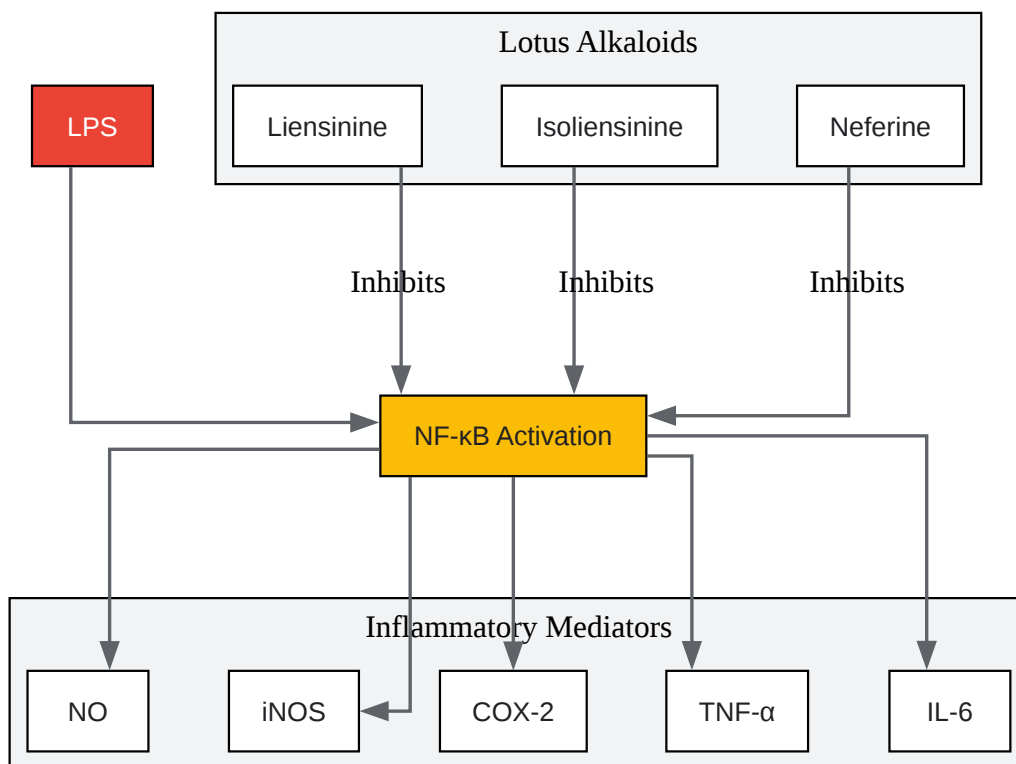 Lotus Alkaloids
LPS
Liensinine
Isoliensinine
Neferine
Inhibits
Inhibits
Inhibits
NF-κB Activation
Inflammatory Mediators
NO
iNOS
COX-2
TNF-α
IL-6